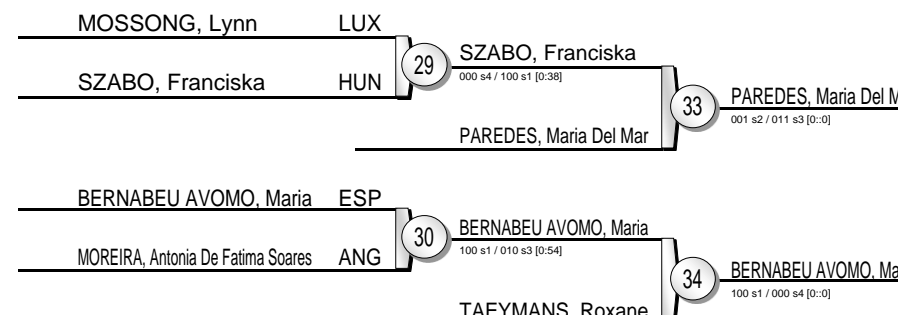 MOSSONG, Lynn LUX
29
SZABO, Franciska
000 s4 / 100 s1 [0:38]
SZABO, Franciska HUN
33
PAREDES, Maria Del
001 s2 / 011 s3 [0::0]
PAREDES, Maria Del Mar
BERNABEU AVOMO, Maria ESP
30
BERNABEU AVOMO, Maria
100 s1 / 010 s3 [0:54]
MOREIRA, Antonia De Fatima Soares ANG
34
BERNABEU AVOMO, Ma
100 s1 / 000 s4 [0::0]
TAEYMANS, Roxane